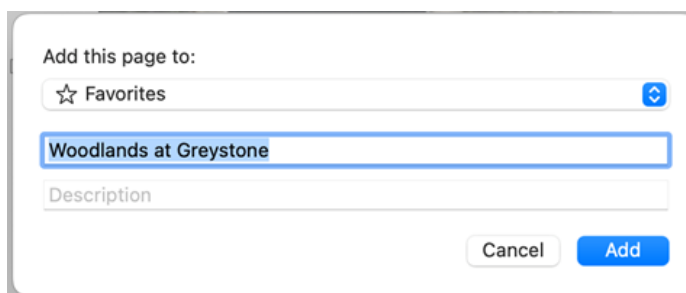 Add this page to:
Favorites
Woodlands at Greystone
Description
Cancel Add